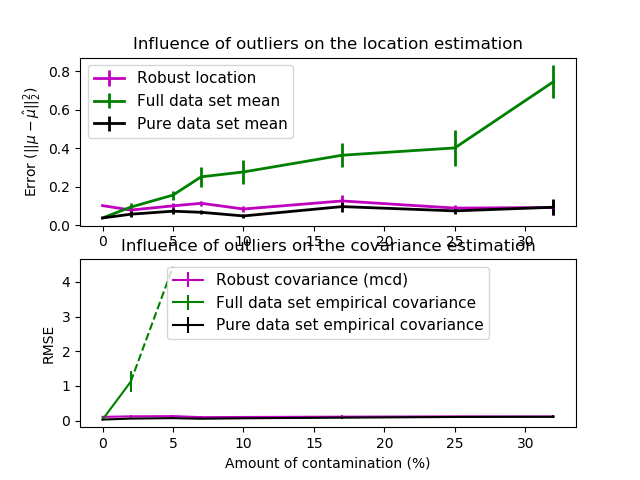 Influence of outliers on the location estimation
Error (||μ − μ̂||₂²)
0.8
0.6
0.4
0.2
0.0
Robust location
Full data set mean
Pure data set mean
0 5 10 15 20 25 30
Influence of outliers on the covariance estimation
RMSE
4
3
2
1
0
Robust covariance (mcd)
Full data set empirical covariance
Pure data set empirical covariance
0 5 10 15 20 25 30
Amount of contamination (%)